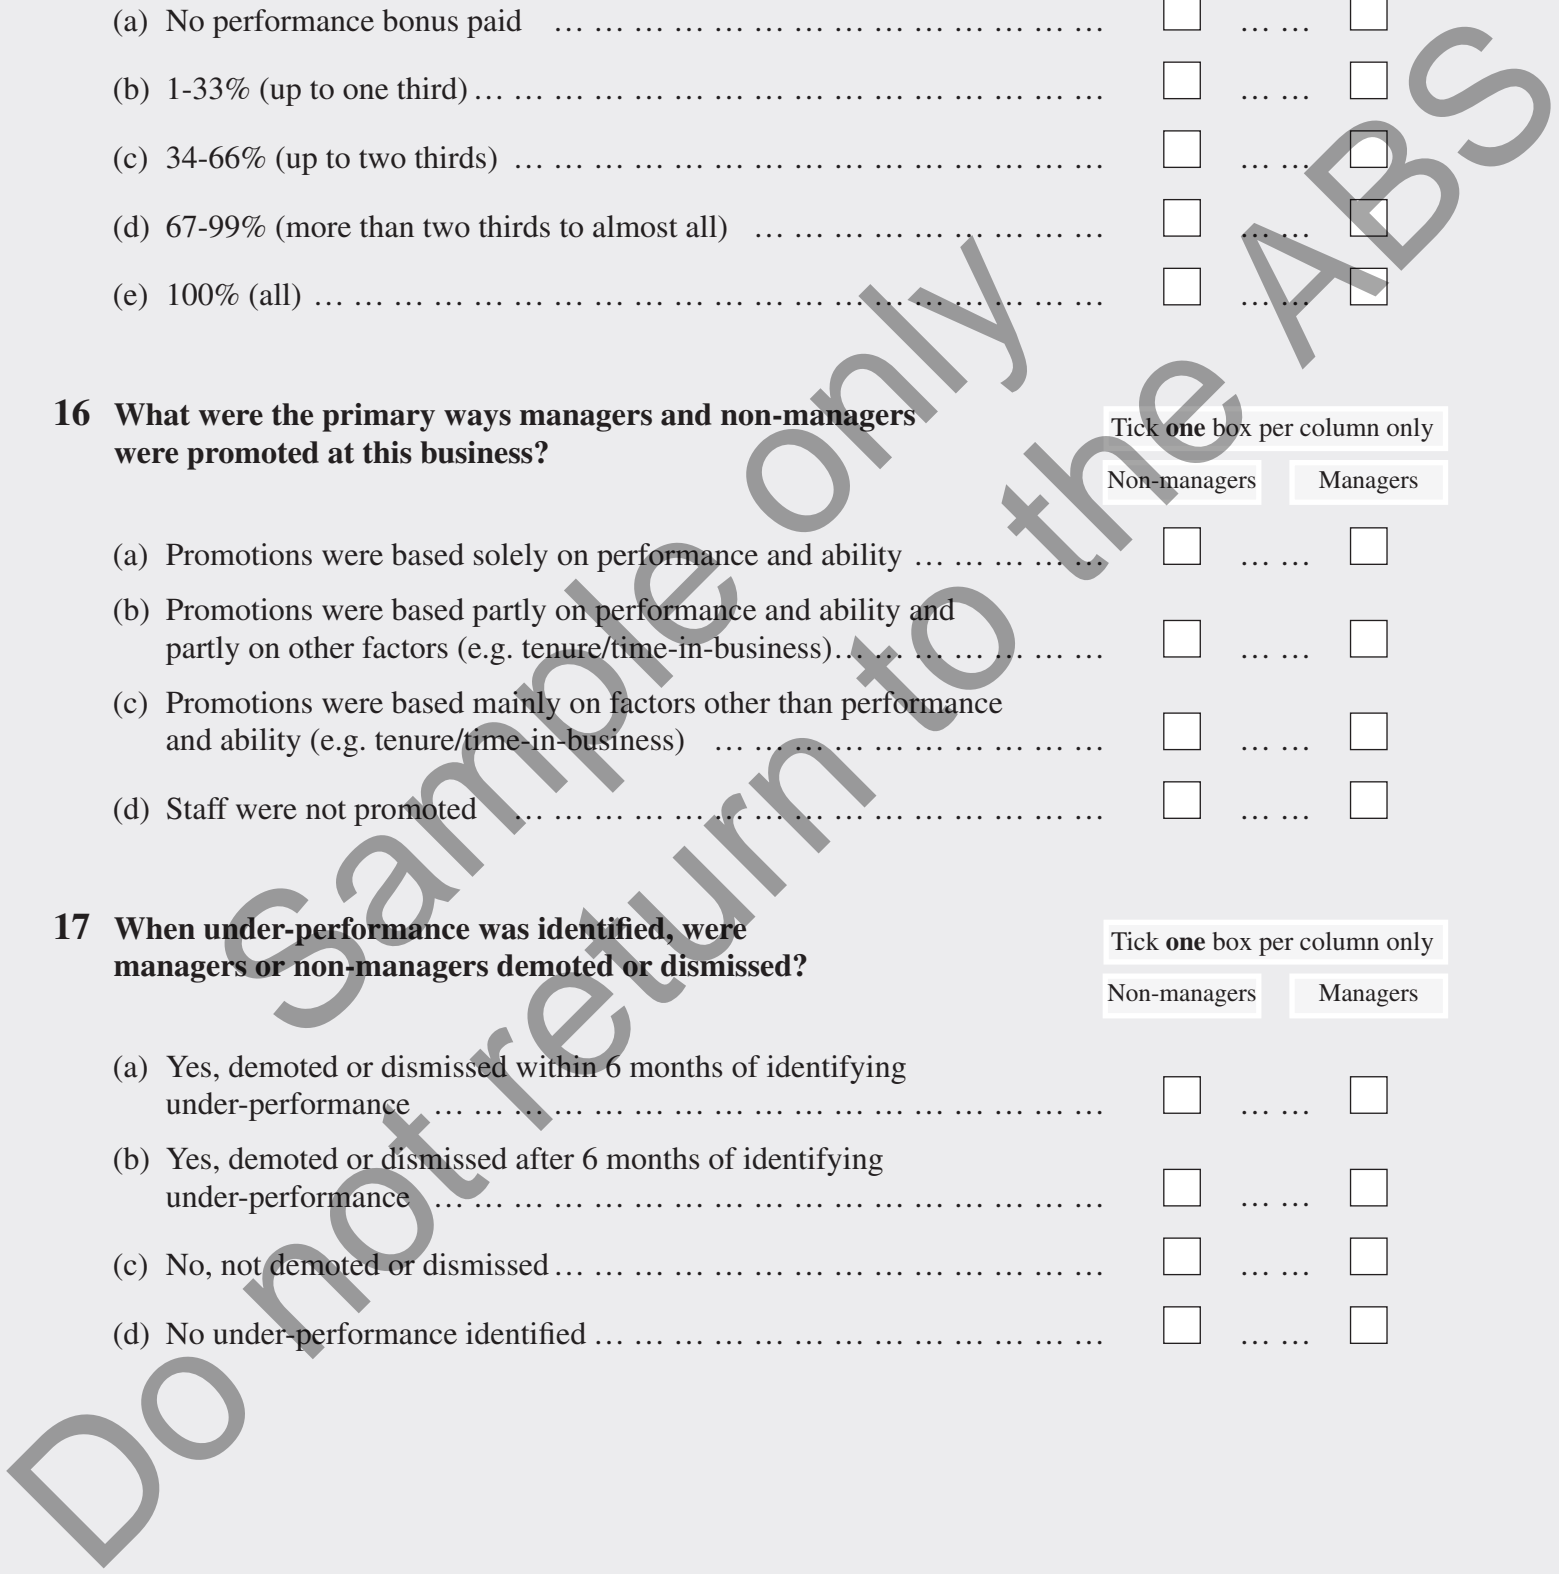 (a) No performance bonus paid ... ... ... ... ... ... ... ... ... ... ... ... ... ... ... ...
(b) 1-33% (up to one third) ... ... ... ... ... ... ... ... ... ... ... ... ... ... ... ... ... ...
(c) 34-66% (up to two thirds) ... ... ... ... ... ... ... ... ... ... ... ... ... ... ... ... ...
(d) 67-99% (more than two thirds to almost all) ... ... ... ... ... ... ... ... ... ... ...
(e) 100% (all) ... ... ... ... ... ... ... ... ... ... ... ... ... ... ... ... ... ... ... ... ... ...
16 What were the primary ways managers and non-managers
were promoted at this business?
Tick one box per column only
Non-managers Managers
(a) Promotions were based solely on performance and ability ... ... ... ... ... ... ...
(b) Promotions were based partly on performance and ability and
partly on other factors (e.g. tenure/time-in-business)... ... ... ... ... ... ... ... ...
(c) Promotions were based mainly on factors other than performance
and ability (e.g. tenure/time-in-business) ... ... ... ... ... ... ... ... ... ... ... ...
(d) Staff were not promoted ... ... ... ... ... ... ... ... ... ... ... ... ... ... ... ... ... ...
17 When under-performance was identified, were
managers or non-managers demoted or dismissed?
Tick one box per column only
Non-managers Managers
(a) Yes, demoted or dismissed within 6 months of identifying
under-performance ... ... ... ... ... ... ... ... ... ... ... ... ... ... ... ... ... ... ...
(b) Yes, demoted or dismissed after 6 months of identifying
under-performance ... ... ... ... ... ... ... ... ... ... ... ... ... ... ... ... ... ... ...
(c) No, not demoted or dismissed ... ... ... ... ... ... ... ... ... ... ... ... ... ... ... ...
(d) No under-performance identified ... ... ... ... ... ... ... ... ... ... ... ... ... ... ...
Sample only
Do not return to the ABS